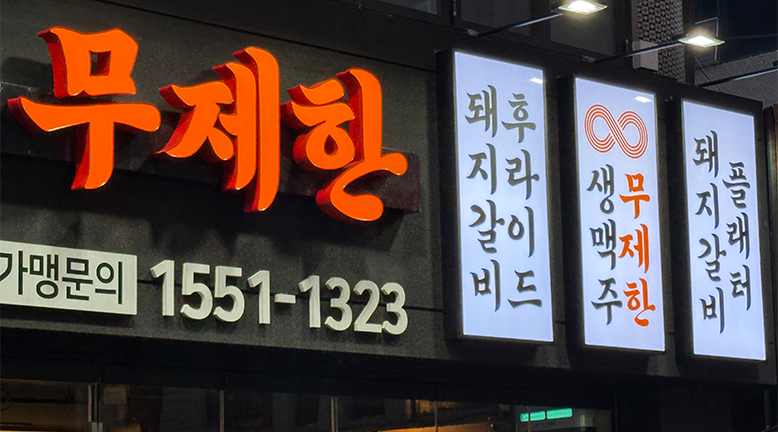 무제한
가맹문의 1551-1323
후라이드
돼지갈비
무제한
생맥주
플래터
돼지갈비